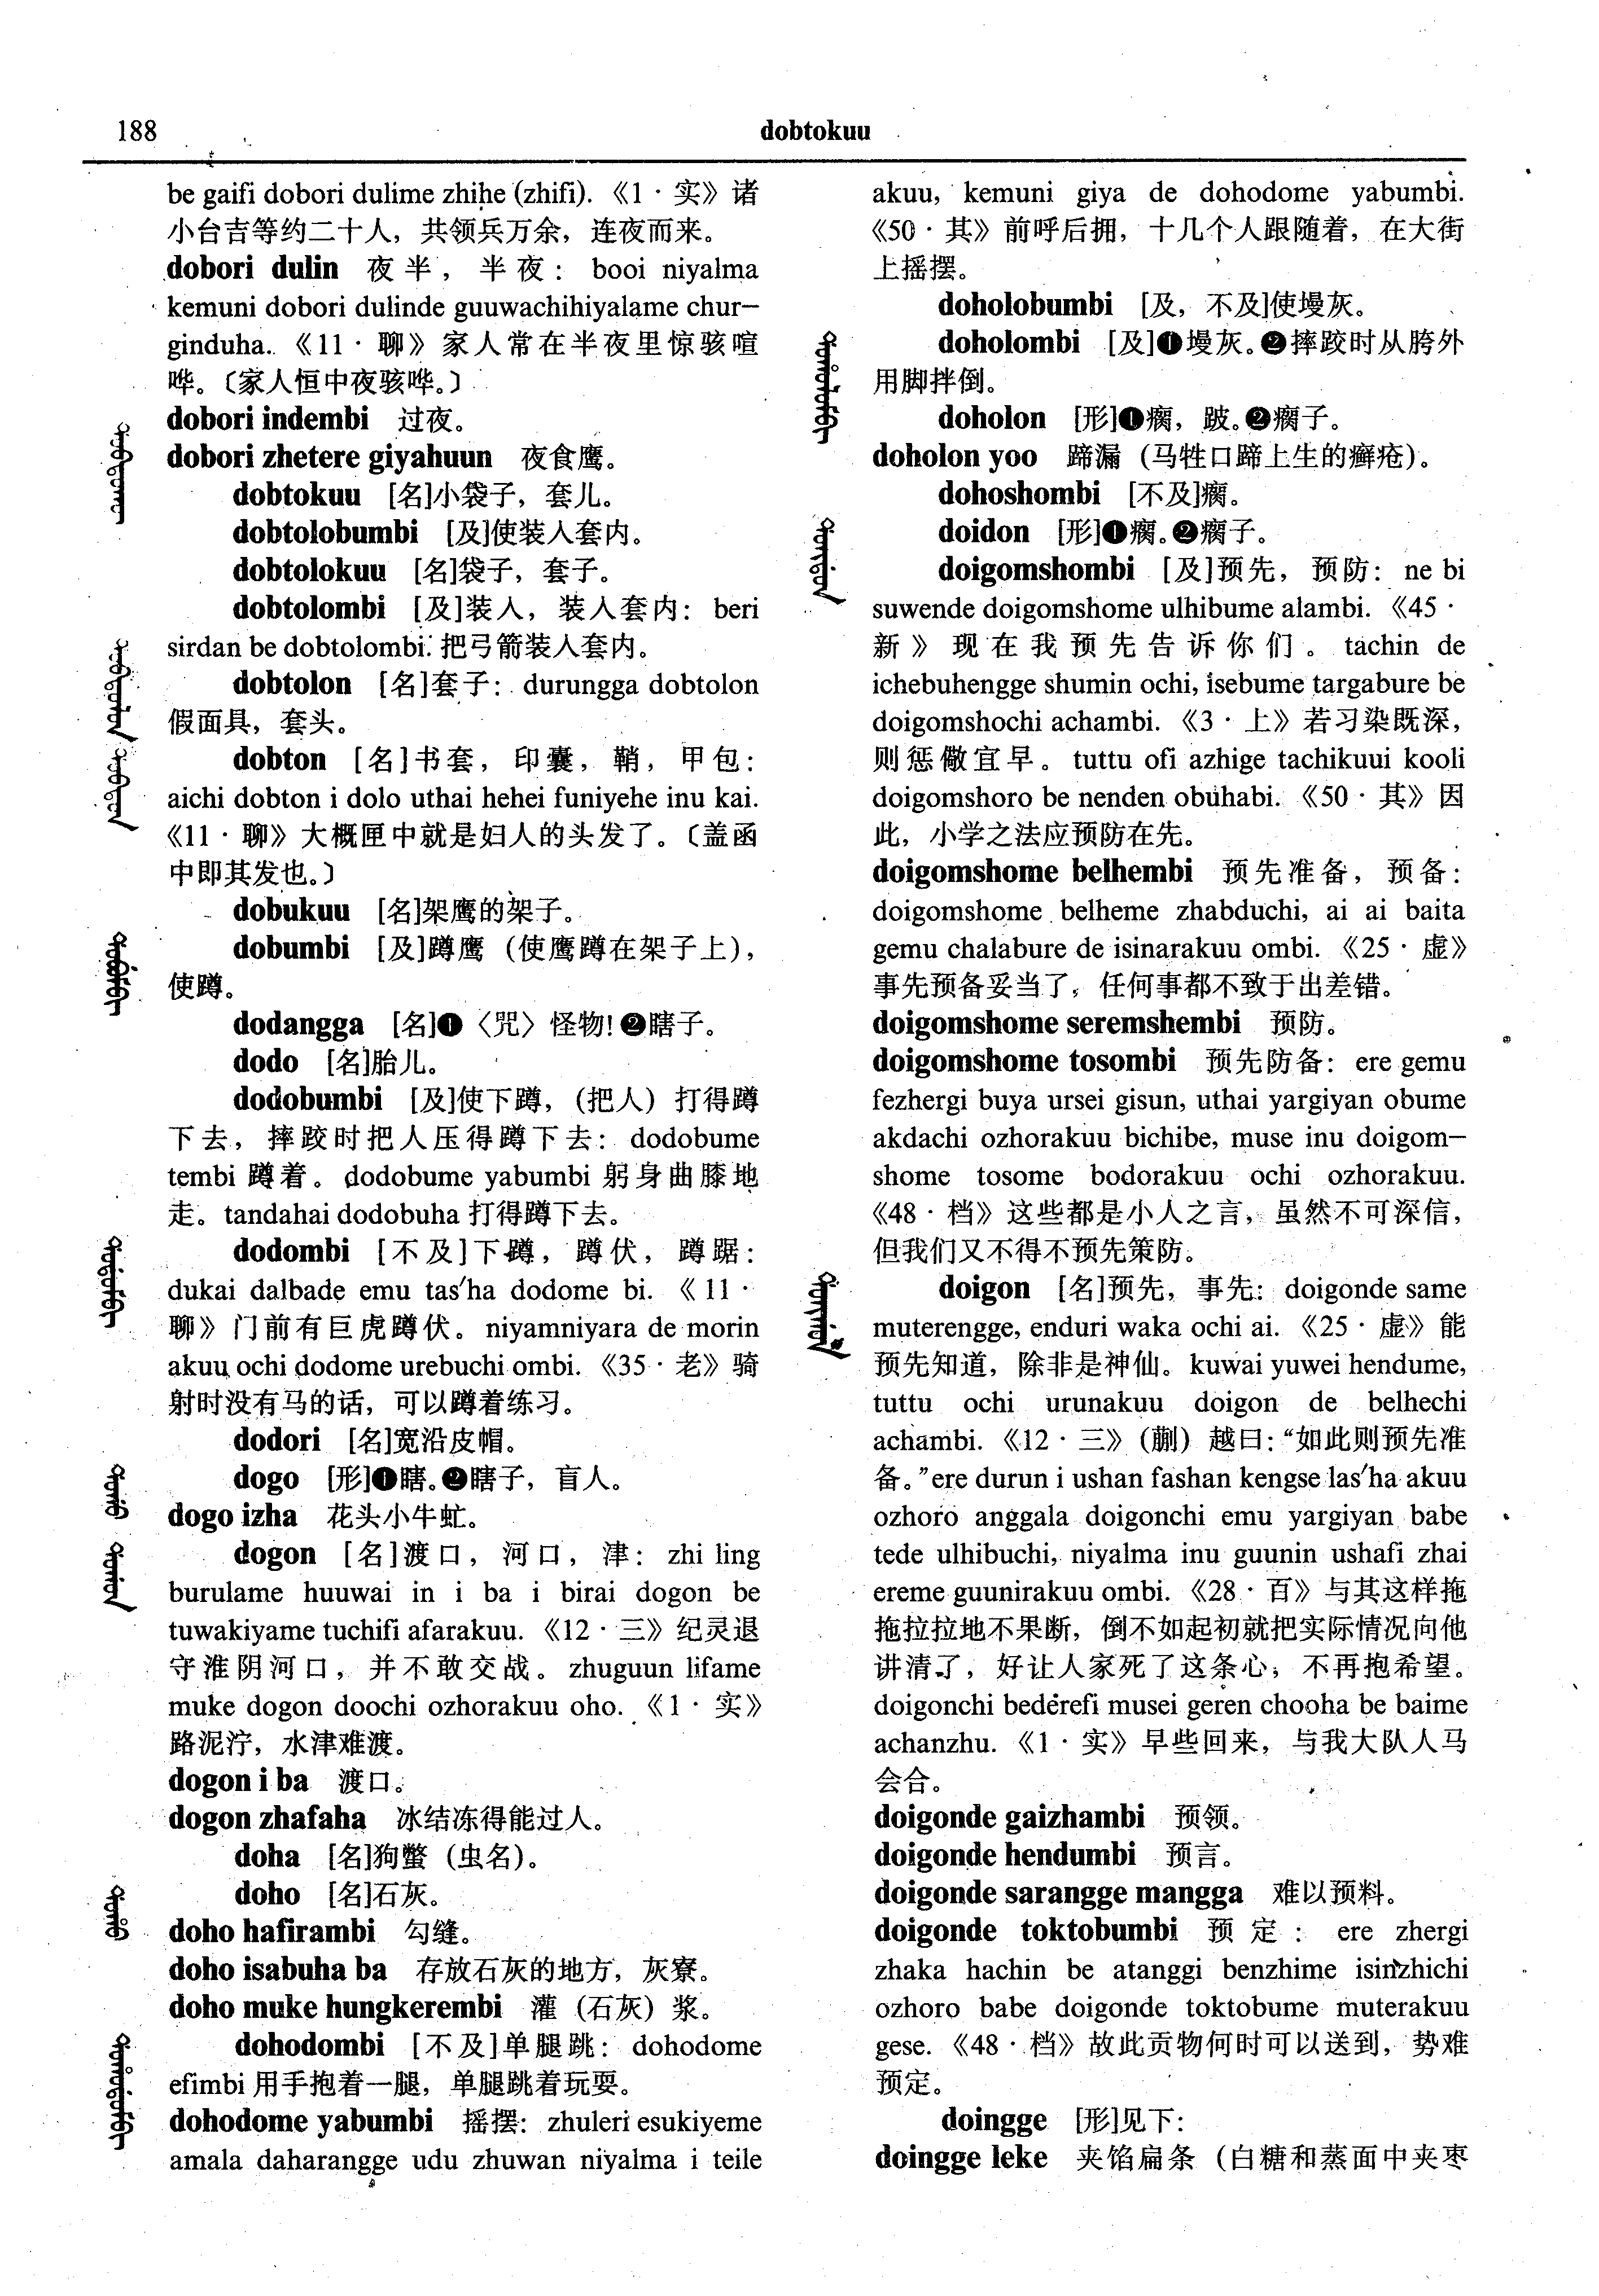 188
dobtokuu
be gaifi dobori dulime zhihe (zhifi).《1·实》诸
小台吉等约二十人，共领兵万余，连夜而来。
dobori dulin 夜半，半夜：booi niyalma
kemuni dobori dulinde guuwachihiyalame chur—
ginduha.《11·聊》家人常在半夜里惊骇喧
哗。〔家人恒中夜骇哗。〕
dobori indembi 过夜。
dobori zhetere giyahuun 夜食鹰。
dobtokuu [名]小袋子，套儿。
dobtolobumbi [及]使装人套内。
dobtolokuu [名]袋子，套子。
dobtolombi [及]装人，装人套内：beri
sirdan be dobtolombi. 把弓箭装人套内。
dobtolon [名]套子：durungga dobtolon
假面具，套头。
dobton [名]书套，印囊，鞘，甲包：
aichi dobton i dolo uthai hehei funiyehe inu kai.
《11·聊》大概匣中就是妇人的头发了。〔盖函
中即其发也。〕
dobukuu [名]架鹰的架子。
dobumbi [及]蹲鹰（使鹰蹲在架子上），
使蹲。
dodangga [名]❶〈咒〉怪物！❷瞎子。
dodo [名]胎儿。
dodobumbi [及]使下蹲，（把人）打得蹲
下去，摔跤时把人压得蹲下去：dodobume
tembi 蹲着。dodobume yabumbi 躬身曲膝地
走。tandahai dodobuha 打得蹲下去。
dodombi [不及]下蹲，蹲伏，蹲踞：
dukai dalbade emu tas'ha dodome bi.《11·
聊》门前有巨虎蹲伏。niyamniyara de morin
akuu ochi dodome urebuchi ombi.《35·老》骑
射时没有马的话，可以蹲着练习。
dodori [名]宽沿皮帽。
dogo [形]❶瞎。❷瞎子，盲人。
dogo izha 花头小牛虻。
dogon [名]渡口，河口，津：zhi ling
burulame huuwai in i ba i birai dogon be
tuwakiyame tuchifi afarakuu.《12·三》纪灵退
守淮阴河口，并不敢交战。zhuguun lifame
muke dogon doochi ozhorakuu oho.《1·实》
路泥泞，水津难渡。
dogon i ba 渡口。
dogon zhafaha 冰结冻得能过人。
doha [名]狗蟞（虫名）。
doho [名]石灰。
doho hafirambi 勾缝。
doho isabuha ba 存放石灰的地方，灰寮。
doho muke hungkerembi 灌（石灰）浆。
dohodombi [不及]单腿跳：dohodome
efimbi 用手抱着一腿，单腿跳着玩耍。
dohodome yabumbi 摇摆：zhuleri esukiyeme
amala daharangge udu zhuwan niyalma i teile
akuu, kemuni giya de dohodome yabumbi.
《50·其》前呼后拥，十几个人跟随着，在大街
上摇摆。
doholobumbi [及，不及]使墁灰。
doholombi [及]❶墁灰。❷摔跤时从胯外
用脚拌倒。
doholon [形]❶瘸，跛。❷瘸子。
doholon yoo 蹄漏（马牲口蹄上生的癣疮）。
dohoshombi [不及]瘸。
doidon [形]❶瘸。❷瘸子。
doigomshombi [及]预先，预防：ne bi
suwende doigomshome ulhibume alambi.《45·
新》现在我预先告诉你们。tachin de
ichebuhengge shumin ochi, isebume targabure be
doigomshochi achambi.《3·上》若习染既深，
则惩儆宜早。tuttu ofi azhige tachikuui kooli
doigomshoro be nenden obuhabi.《50·其》因
此，小学之法应预防在先。
doigomshome belhembi 预先准备，预备：
doigomshome belheme zhabduchi, ai ai baita
gemu chalabure de isinarakuu ombi.《25·虚》
事先预备妥当了，任何事都不致于出差错。
doigomshome seremshembi 预防。
doigomshome tosombi 预先防备：ere gemu
fezhergi buya ursei gisun, uthai yargiyan obume
akdachi ozhorakuu bichibe, muse inu doigom—
shome tosome bodorakuu ochi ozhorakuu.
《48·档》这些都是小人之言，虽然不可深信，
但我们又不得不预先策防。
doigon [名]预先，事先：doigonde same
muterengge, enduri waka ochi ai.《25·虚》能
预先知道，除非是神仙。kuwai yuwei hendume,
tuttu ochi urunakuu doigon de belhechi
achambi.《12·三》（蒯）越曰：“如此则预先准
备。”ere durun i ushan fashan kengse las'ha akuu
ozhoro anggala doigonchi emu yargiyan babe
tede ulhibuchi, niyalma inu guunin ushafi zhai
ereme guunirakuu ombi.《28·百》与其这样拖
拖拉拉地不果断，倒不如起初就把实际情况向他
讲清了，好让人家死了这条心，不再抱希望。
doigonchi bederefi musei geren chooha be baime
achanzhu.《1·实》早些回来，与我大队人马
会合。
doigonde gaizhambi 预领。
doigonde hendumbi 预言。
doigonde sarangge mangga 难以预料。
doigonde toktobumbi 预定：ere zhergi
zhaka hachin be atanggi benzhime isinzhichi
ozhoro babe doigonde toktobume muterakuu
gese.《48·档》故此贡物何时可以送到，势难
预定。
doingge [形]见下：
doingge leke 夹馅扁条（白糖和蒸面中夹枣